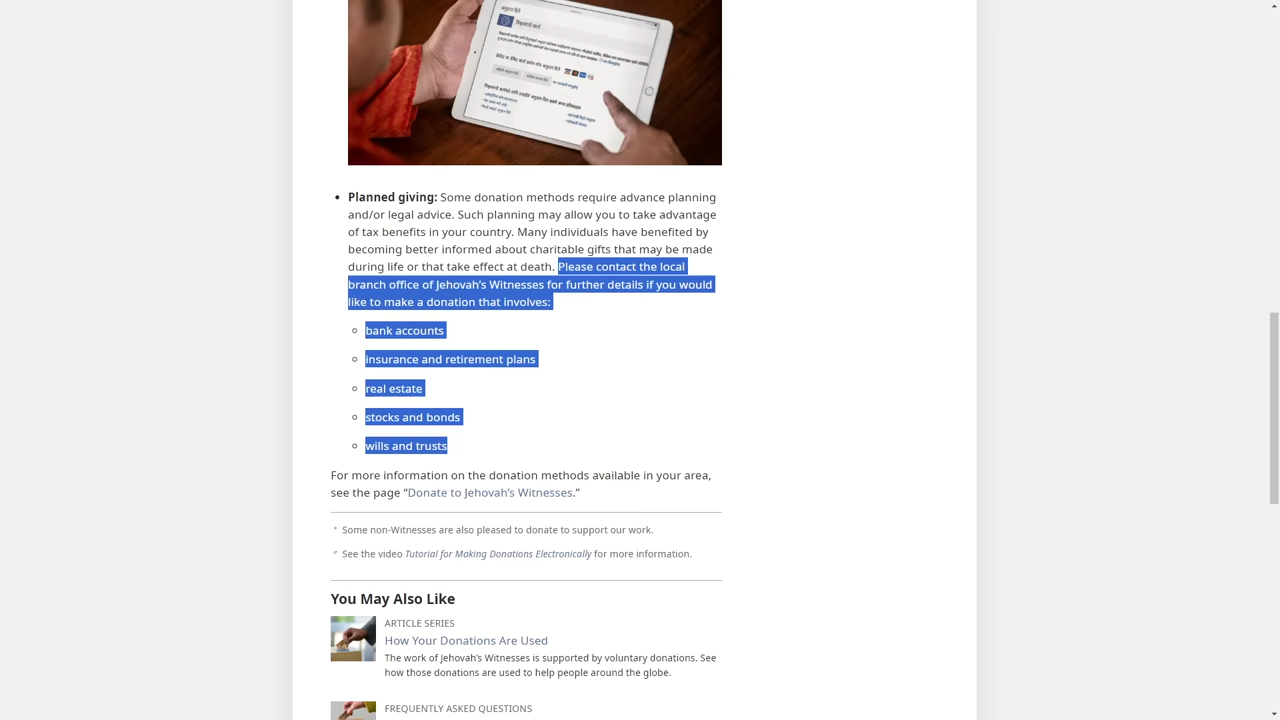 अनुदान दिने
• Planned giving: Some donation methods require advance planning
and/or legal advice. Such planning may allow you to take advantage
of tax benefits in your country. Many individuals have benefited by
becoming better informed about charitable gifts that may be made
during life or that take effect at death. Please contact the local
branch office of Jehovah’s Witnesses for further details if you would
like to make a donation that involves:
bank accounts
insurance and retirement plans
real estate
stocks and bonds
wills and trusts
For more information on the donation methods available in your area,
see the page “Donate to Jehovah’s Witnesses.”
Some non-Witnesses are also pleased to donate to support our work.
See the video Tutorial for Making Donations Electronically for more information.
You May Also Like
ARTICLE SERIES
How Your Donations Are Used
The work of Jehovah’s Witnesses is supported by voluntary donations. See
how those donations are used to help people around the globe.
FREQUENTLY ASKED QUESTIONS